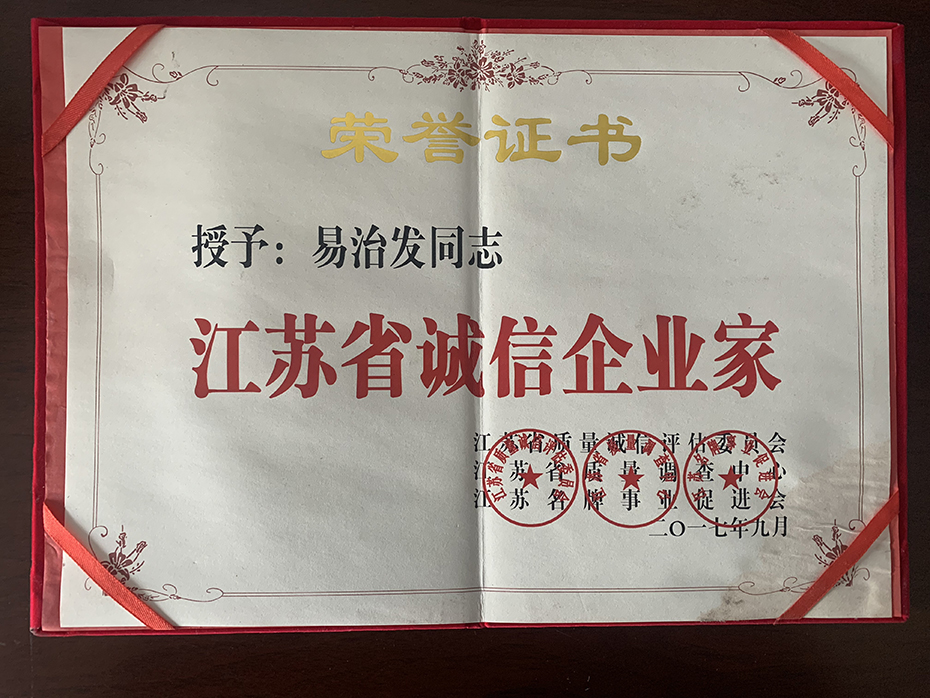 荣誉证书
授予：易治发同志
江苏省诚信企业家
江苏省质量诚信评估委员会
江苏省质量调查中心
江苏名牌事业促进会
二〇一七年九月